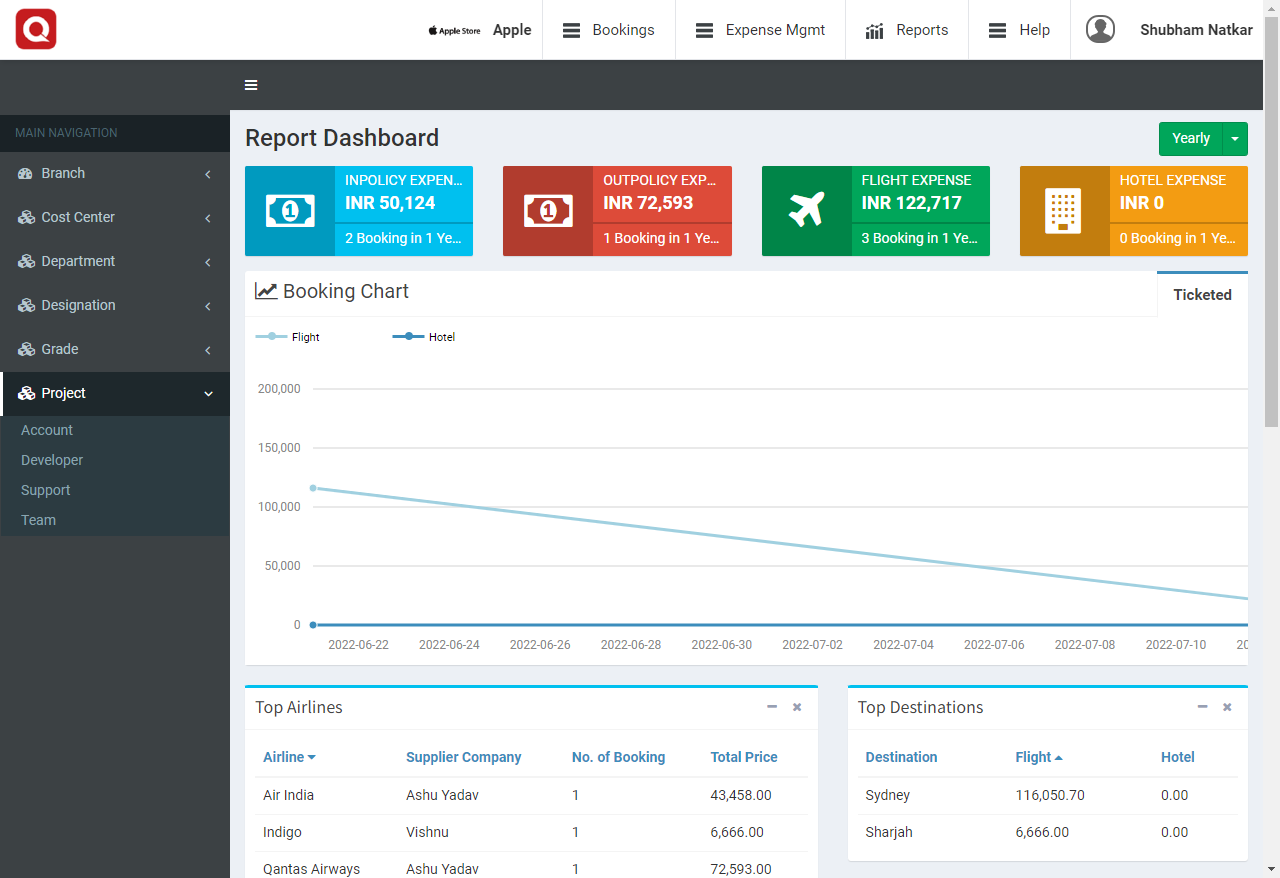 Q
Apple Store Apple
Bookings
Expense Mgmt
Reports
Help
Shubham Natkar
MAIN NAVIGATION
Branch
Cost Center
Department
Designation
Grade
Project
Account
Developer
Support
Team
Report Dashboard
Yearly
1
INPOLICY EXPEN...
INR 50,124
2 Booking in 1 Ye...
1
OUTPOLICY EXP...
INR 72,593
1 Booking in 1 Ye...
FLIGHT EXPENSE
INR 122,717
3 Booking in 1 Ye...
HOTEL EXPENSE
INR 0
0 Booking in 1 Ye...
Booking Chart
Ticketed
Flight Hotel
200,000
150,000
100,000
50,000
0
2022-06-22 2022-06-24 2022-06-26 2022-06-28 2022-06-30 2022-07-02 2022-07-04 2022-07-06 2022-07-08 2022-07-10 20
Top Airlines
Airline Supplier Company No. of Booking Total Price
Air India Ashu Yadav 1 43,458.00
Indigo Vishnu 1 6,666.00
Qantas Airways Ashu Yadav 1 72,593.00
Top Destinations
Destination Flight Hotel
Sydney 116,050.70 0.00
Sharjah 6,666.00 0.00